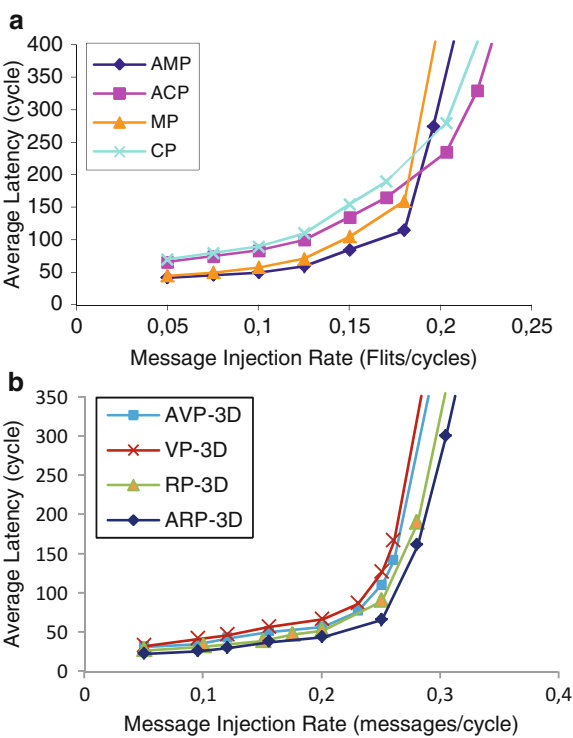 a
400
350
300
250
200
150
100
50
0
Average Latency (cycle)
AMP
ACP
MP
CP
0 0,05 0,1 0,15 0,2 0,25
Message Injection Rate (Flits/cycles)
b
350
300
250
200
150
100
50
0
Average Latency (cycle)
AVP-3D
VP-3D
RP-3D
ARP-3D
0 0,1 0,2 0,3 0,4
Message Injection Rate (messages/cycle)